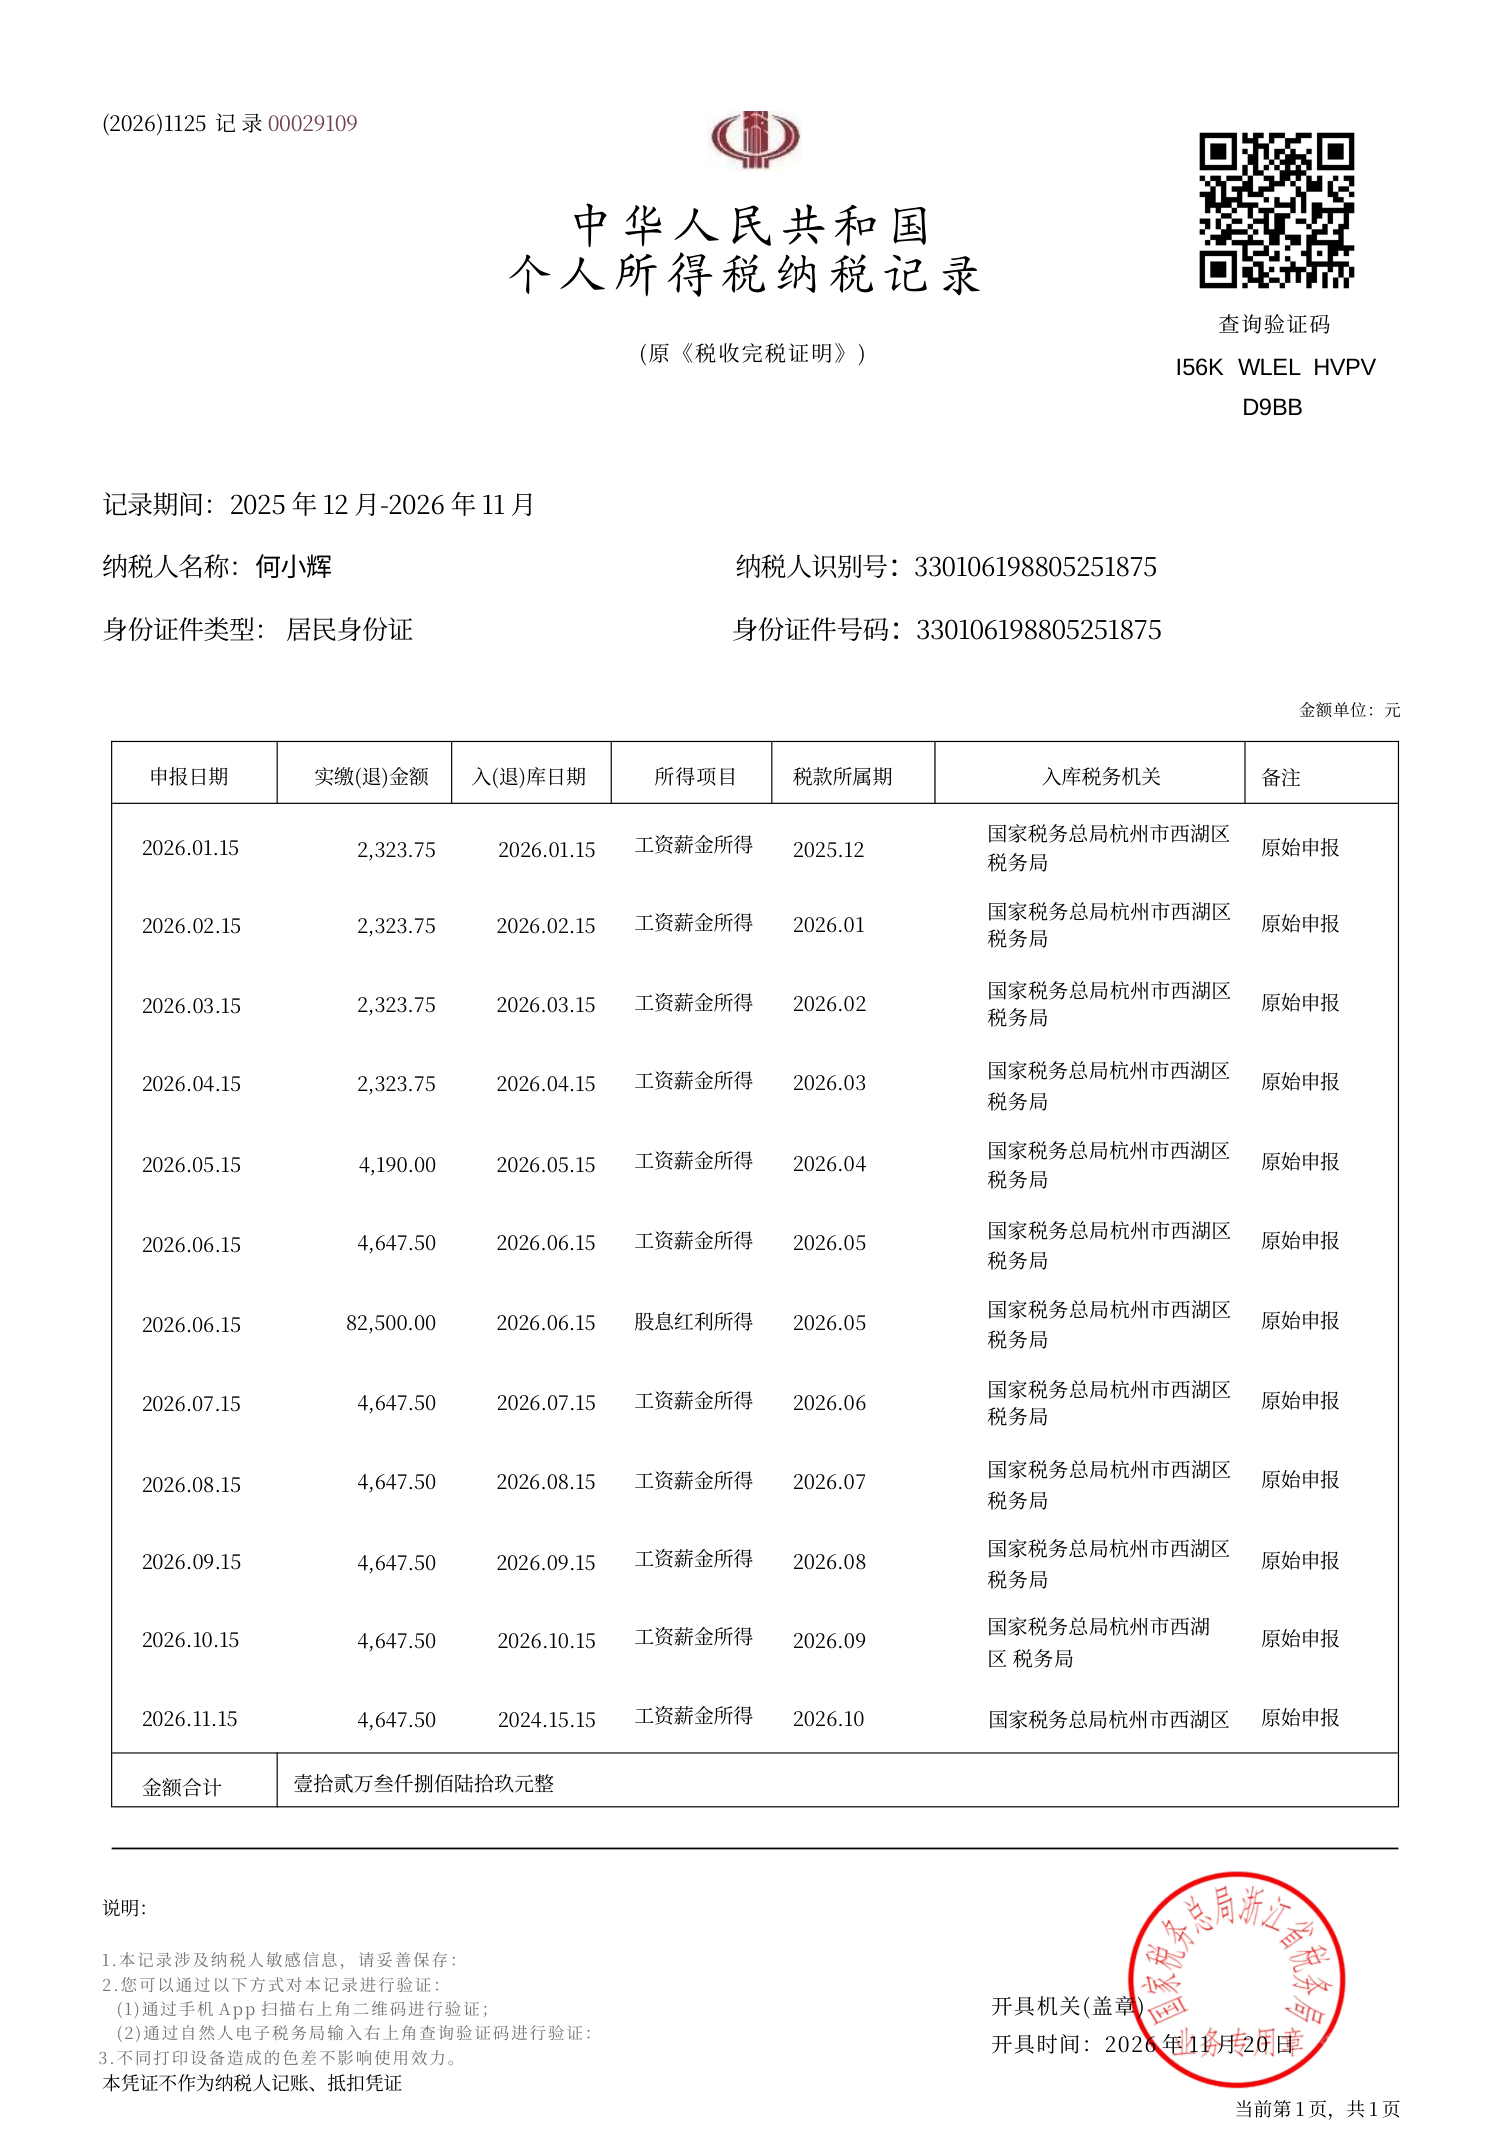 (2026)1125 记 录 00029109
中华人民共和国
个人所得税纳税记录
(原《税收完税证明》)
查询验证码
I56K WLEL HVPV
D9BB
记录期间：2025 年 12 月-2026 年 11 月
纳税人名称：何小辉 纳税人识别号：330106198805251875
身份证件类型： 居民身份证 身份证件号码：330106198805251875
金额单位：元
申报日期 实缴(退)金额 入(退)库日期 所得项目 税款所属期 入库税务机关 备注
2026.01.15 2,323.75 2026.01.15 工资薪金所得 2025.12 国家税务总局杭州市西湖区 原始申报
税务局
2026.02.15 2,323.75 2026.02.15 工资薪金所得 2026.01 国家税务总局杭州市西湖区 原始申报
税务局
2026.03.15 2,323.75 2026.03.15 工资薪金所得 2026.02 国家税务总局杭州市西湖区 原始申报
税务局
2026.04.15 2,323.75 2026.04.15 工资薪金所得 2026.03 国家税务总局杭州市西湖区 原始申报
税务局
2026.05.15 4,190.00 2026.05.15 工资薪金所得 2026.04 国家税务总局杭州市西湖区 原始申报
税务局
2026.06.15 4,647.50 2026.06.15 工资薪金所得 2026.05 国家税务总局杭州市西湖区 原始申报
税务局
2026.06.15 82,500.00 2026.06.15 股息红利所得 2026.05 国家税务总局杭州市西湖区 原始申报
税务局
2026.07.15 4,647.50 2026.07.15 工资薪金所得 2026.06 国家税务总局杭州市西湖区 原始申报
税务局
2026.08.15 4,647.50 2026.08.15 工资薪金所得 2026.07 国家税务总局杭州市西湖区 原始申报
税务局
2026.09.15 4,647.50 2026.09.15 工资薪金所得 2026.08 国家税务总局杭州市西湖区 原始申报
税务局
2026.10.15 4,647.50 2026.10.15 工资薪金所得 2026.09 国家税务总局杭州市西湖 原始申报
区 税务局
2026.11.15 4,647.50 2024.15.15 工资薪金所得 2026.10 国家税务总局杭州市西湖区 原始申报
金额合计 壹拾贰万叁仟捌佰陆拾玖元整
说明：
1.本记录涉及纳税人敏感信息，请妥善保存：
2.您可以通过以下方式对本记录进行验证：
(1)通过手机 App 扫描右上角二维码进行验证；
(2)通过自然人电子税务局输入右上角查询验证码进行验证：
3.不同打印设备造成的色差不影响使用效力。
本凭证不作为纳税人记账、抵扣凭证
国家税务总局浙江省税务局
业务专用章
开具机关(盖章)
开具时间：2026 年 11 月 20 日
当前第 1 页，共 1 页